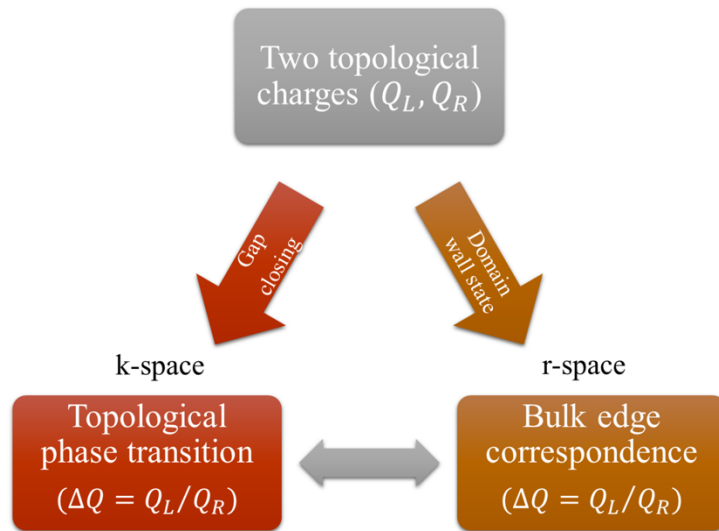 Two topological
charges (Q_L, Q_R)
Gap
closing
Domain
wall state
k-space
r-space
Topological
phase transition
(ΔQ = Q_L/Q_R)
Bulk edge
correspondence
(ΔQ = Q_L/Q_R)